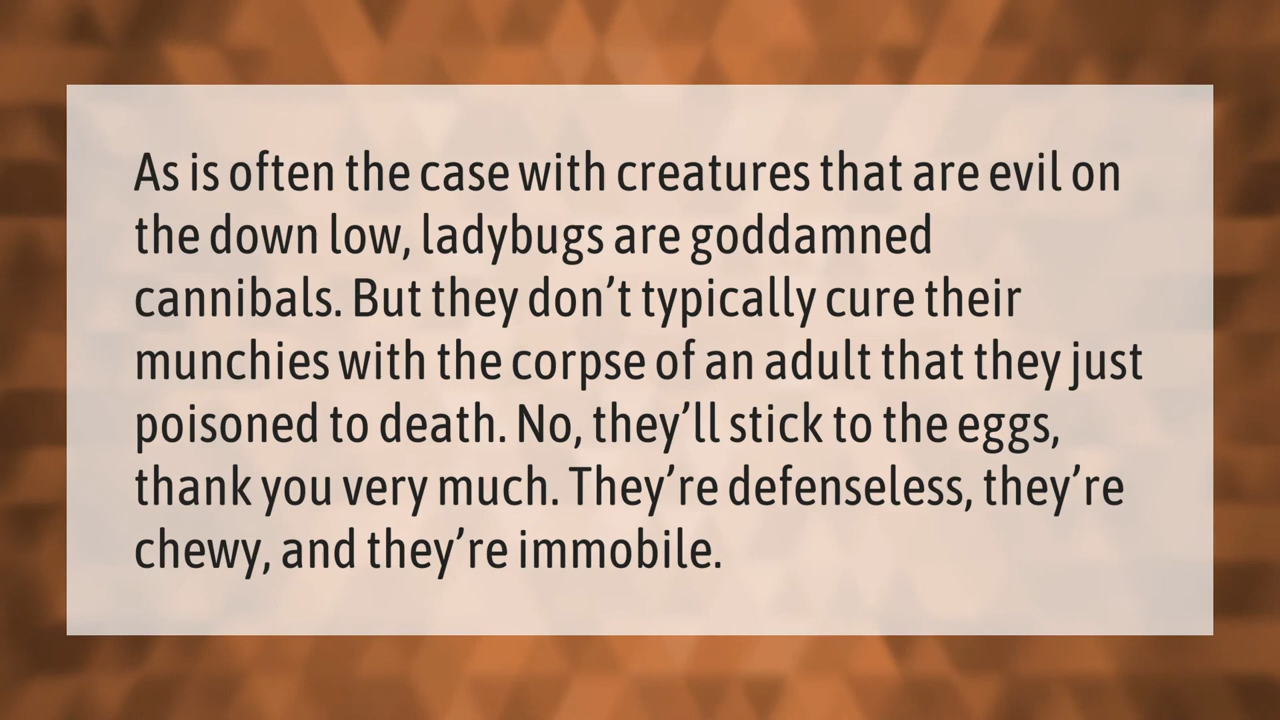 As is often the case with creatures that are evil on
the down low, ladybugs are goddamned
cannibals. But they don’t typically cure their
munchies with the corpse of an adult that they just
poisoned to death. No, they’ll stick to the eggs,
thank you very much. They’re defenseless, they’re
chewy, and they’re immobile.